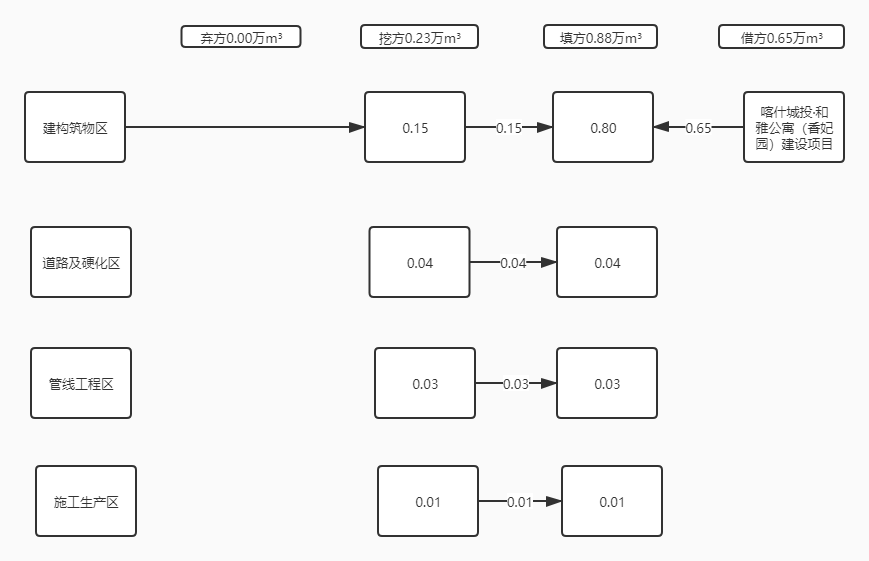 弃方0.00万m³
挖方0.23万m³
填方0.88万m³
借方0.65万m³
建构筑物区
0.15
0.15
0.80
0.65
喀什城投·和
雅公寓（香妃
园）建设项目
道路及硬化区
0.04
0.04
0.04
管线工程区
0.03
0.03
0.03
施工生产区
0.01
0.01
0.01